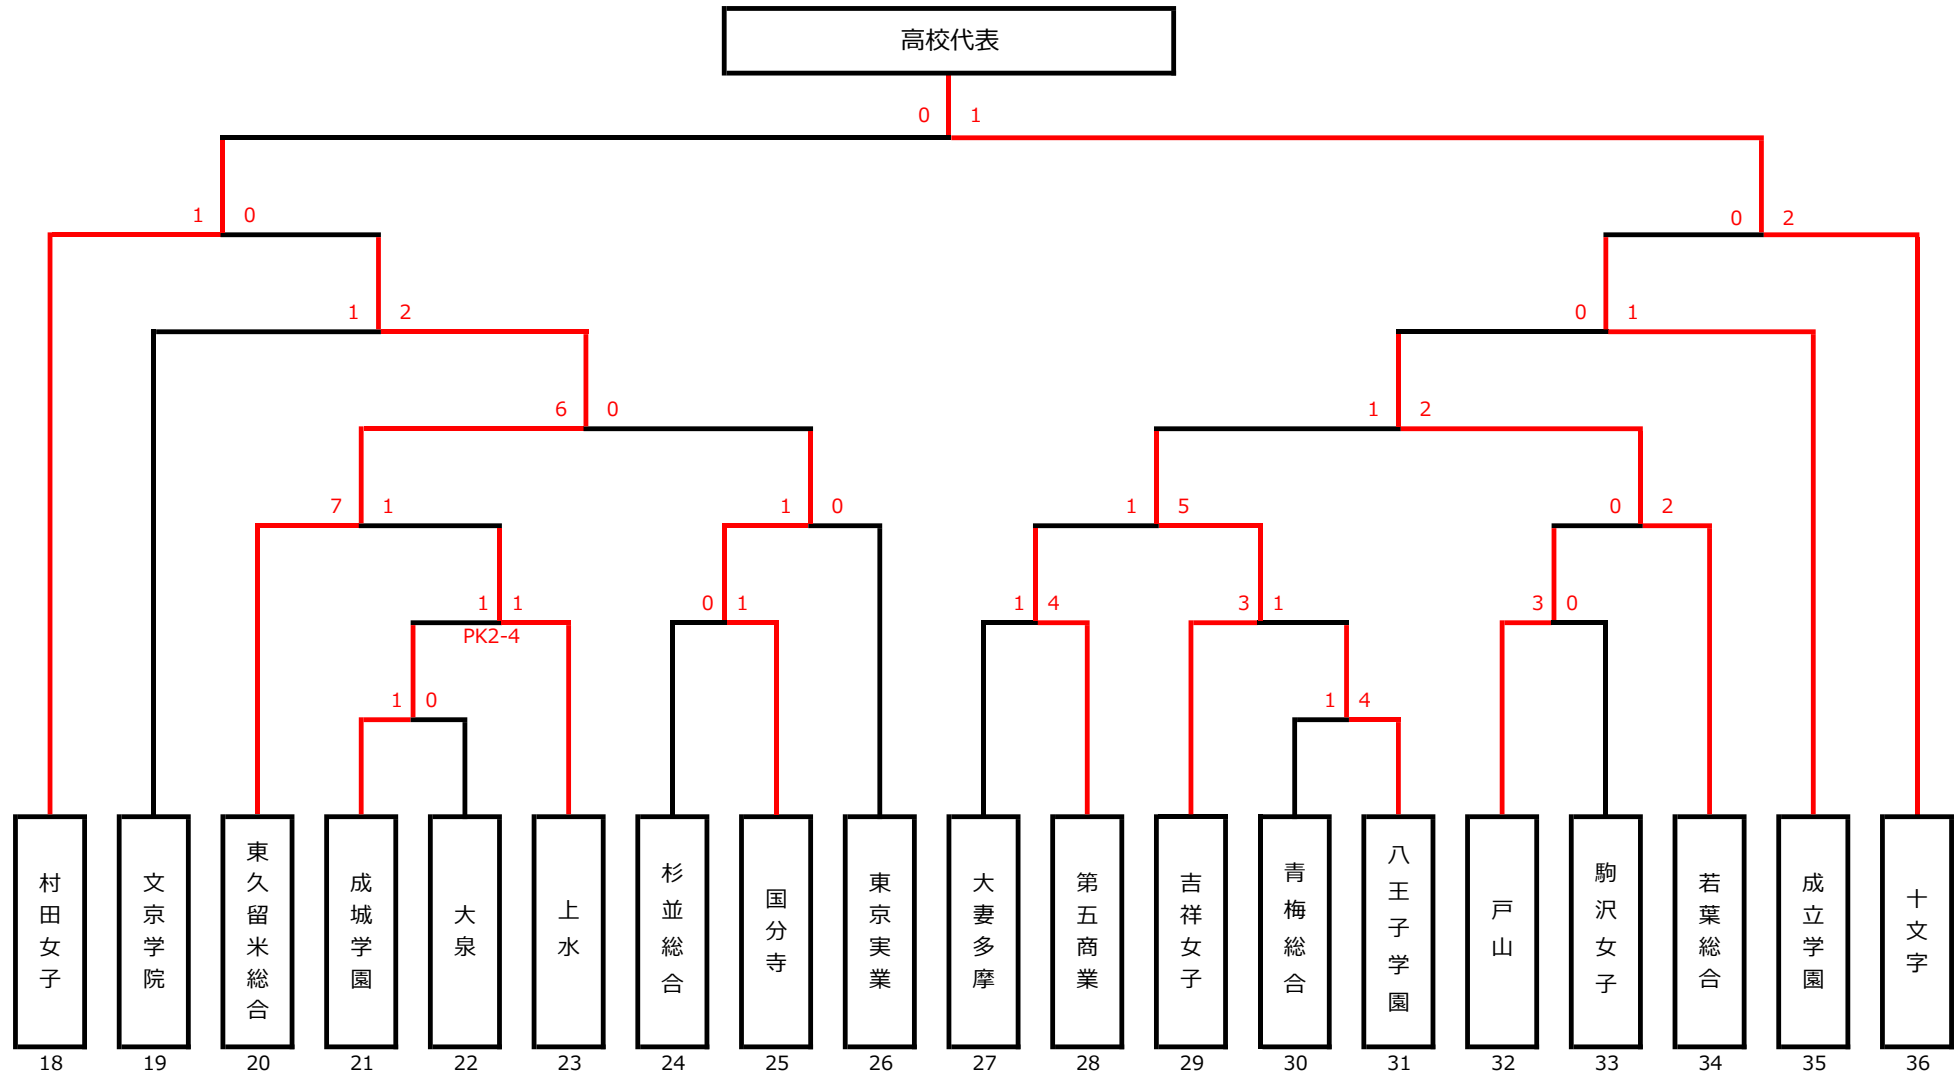 高校代表
0 1
1 0
0 2
1 2
0 1
6 0
1 2
7 1
1 0
1 5
0 2
1 1
PK2-4
0 1
1 4
3 1
3 0
1 0
1 4
村田女子
文京学院
東久留米総合
成城学園
大泉
上水
杉並総合
国分寺
東京実業
大妻多摩
第五商業
吉祥女子
青梅総合
八王子学園
戸山
駒沢女子
若葉総合
成立学園
十文字
18 19 20 21 22 23 24 25 26 27 28 29 30 31 32 33 34 35 36